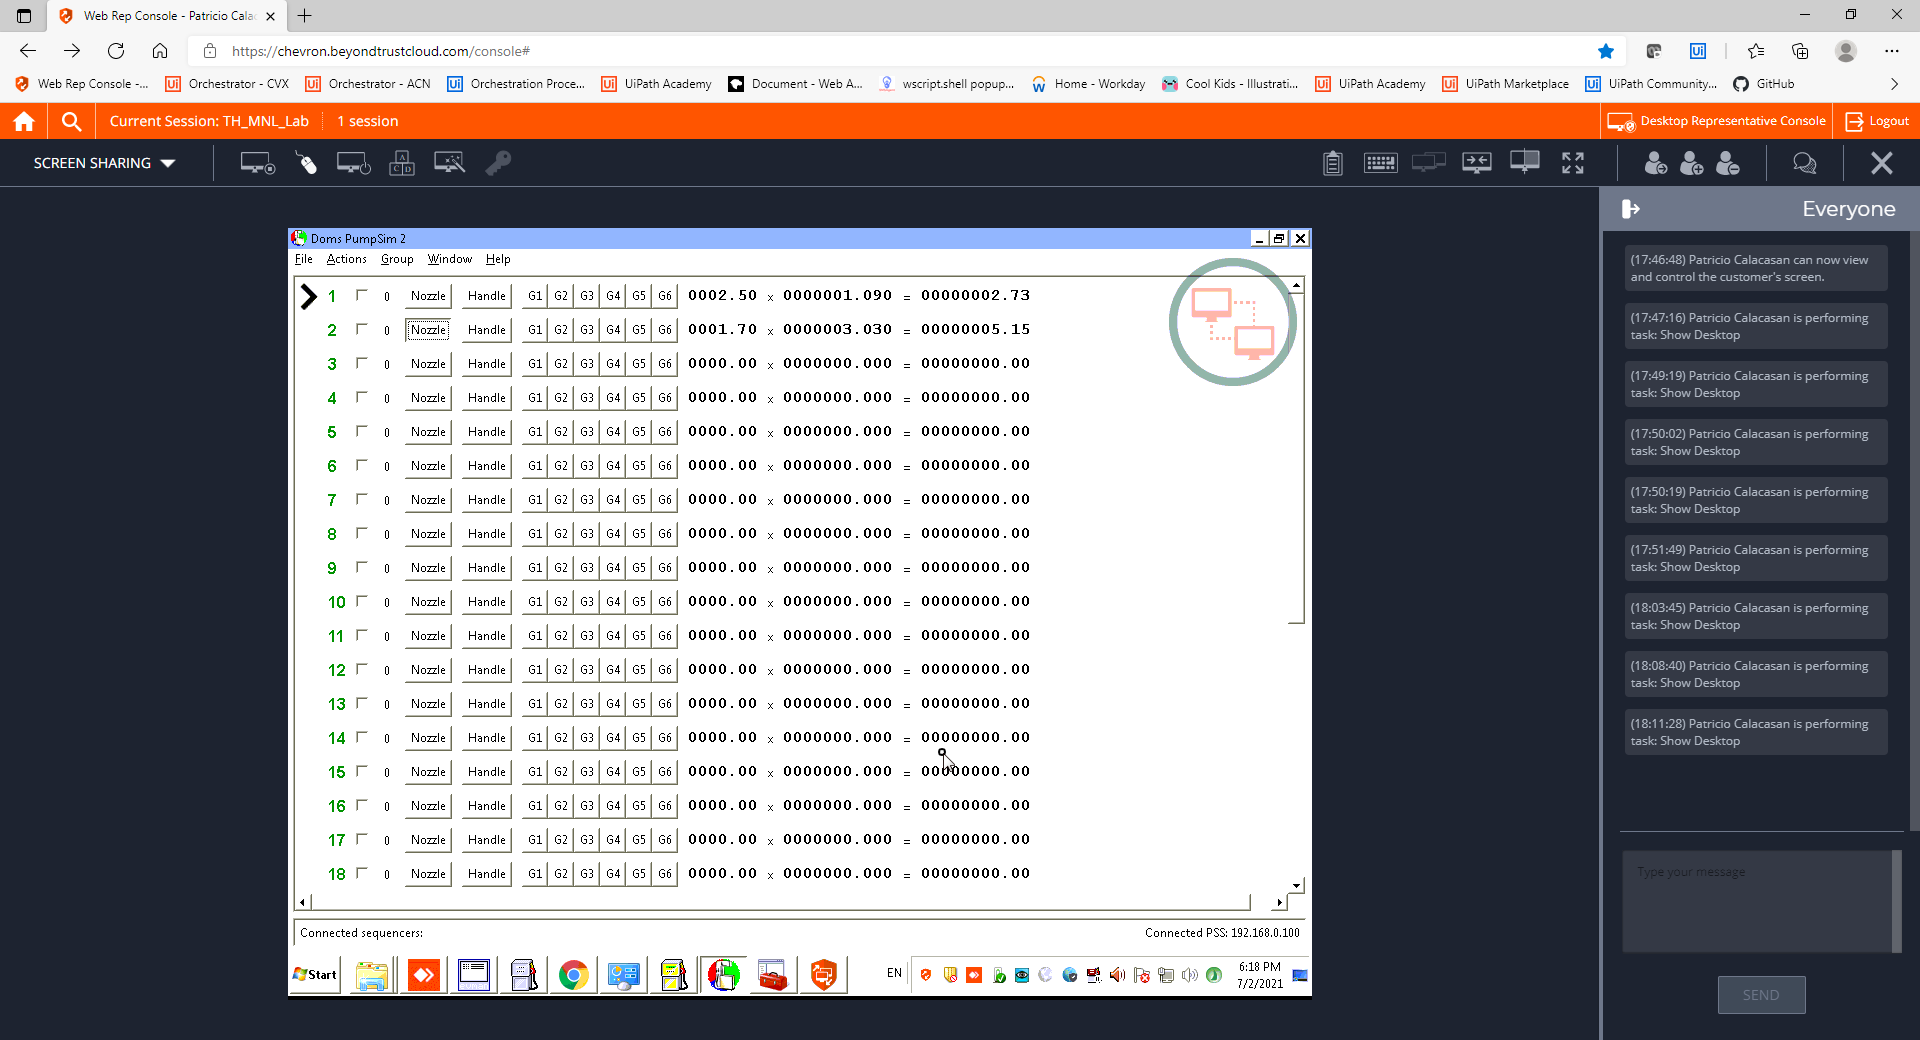 Web Rep Console - Patricio Cala
https://chevron.beyondtrustcloud.com/console#
Web Rep Console -... Orchestrator - CVX Orchestrator - ACN Orchestration Proce... UiPath Academy Document - Web A... wscript.shell popup... Home - Workday Cool Kids - Illustrati... UiPath Academy UiPath Marketplace UiPath Community... GitHub
Current Session: TH_MNL_Lab 1 session Desktop Representative Console Logout
SCREEN SHARING
Everyone
(17:46:48) Patricio Calacasan can now view
and control the customer's screen.
(17:47:16) Patricio Calacasan is performing
task: Show Desktop
(17:49:19) Patricio Calacasan is performing
task: Show Desktop
(17:50:02) Patricio Calacasan is performing
task: Show Desktop
(17:50:19) Patricio Calacasan is performing
task: Show Desktop
(17:51:49) Patricio Calacasan is performing
task: Show Desktop
(18:03:45) Patricio Calacasan is performing
task: Show Desktop
(18:08:40) Patricio Calacasan is performing
task: Show Desktop
(18:11:28) Patricio Calacasan is performing
task: Show Desktop
Type your message
SEND
Doms PumpSim 2
File Actions Group Window Help
1 0 Nozzle Handle G1 G2 G3 G4 G5 G6 0002.50 x 0000001.090 = 00000002.73
2 0 Nozzle Handle G1 G2 G3 G4 G5 G6 0001.70 x 0000003.030 = 00000005.15
3 0 Nozzle Handle G1 G2 G3 G4 G5 G6 0000.00 x 0000000.000 = 00000000.00
4 0 Nozzle Handle G1 G2 G3 G4 G5 G6 0000.00 x 0000000.000 = 00000000.00
5 0 Nozzle Handle G1 G2 G3 G4 G5 G6 0000.00 x 0000000.000 = 00000000.00
6 0 Nozzle Handle G1 G2 G3 G4 G5 G6 0000.00 x 0000000.000 = 00000000.00
7 0 Nozzle Handle G1 G2 G3 G4 G5 G6 0000.00 x 0000000.000 = 00000000.00
8 0 Nozzle Handle G1 G2 G3 G4 G5 G6 0000.00 x 0000000.000 = 00000000.00
9 0 Nozzle Handle G1 G2 G3 G4 G5 G6 0000.00 x 0000000.000 = 00000000.00
10 0 Nozzle Handle G1 G2 G3 G4 G5 G6 0000.00 x 0000000.000 = 00000000.00
11 0 Nozzle Handle G1 G2 G3 G4 G5 G6 0000.00 x 0000000.000 = 00000000.00
12 0 Nozzle Handle G1 G2 G3 G4 G5 G6 0000.00 x 0000000.000 = 00000000.00
13 0 Nozzle Handle G1 G2 G3 G4 G5 G6 0000.00 x 0000000.000 = 00000000.00
14 0 Nozzle Handle G1 G2 G3 G4 G5 G6 0000.00 x 0000000.000 = 00000000.00
15 0 Nozzle Handle G1 G2 G3 G4 G5 G6 0000.00 x 0000000.000 = 00000000.00
16 0 Nozzle Handle G1 G2 G3 G4 G5 G6 0000.00 x 0000000.000 = 00000000.00
17 0 Nozzle Handle G1 G2 G3 G4 G5 G6 0000.00 x 0000000.000 = 00000000.00
18 0 Nozzle Handle G1 G2 G3 G4 G5 G6 0000.00 x 0000000.000 = 00000000.00
Connected sequencers: Connected PSS: 192.168.0.100
Start EN 6:18 PM
7/2/2021